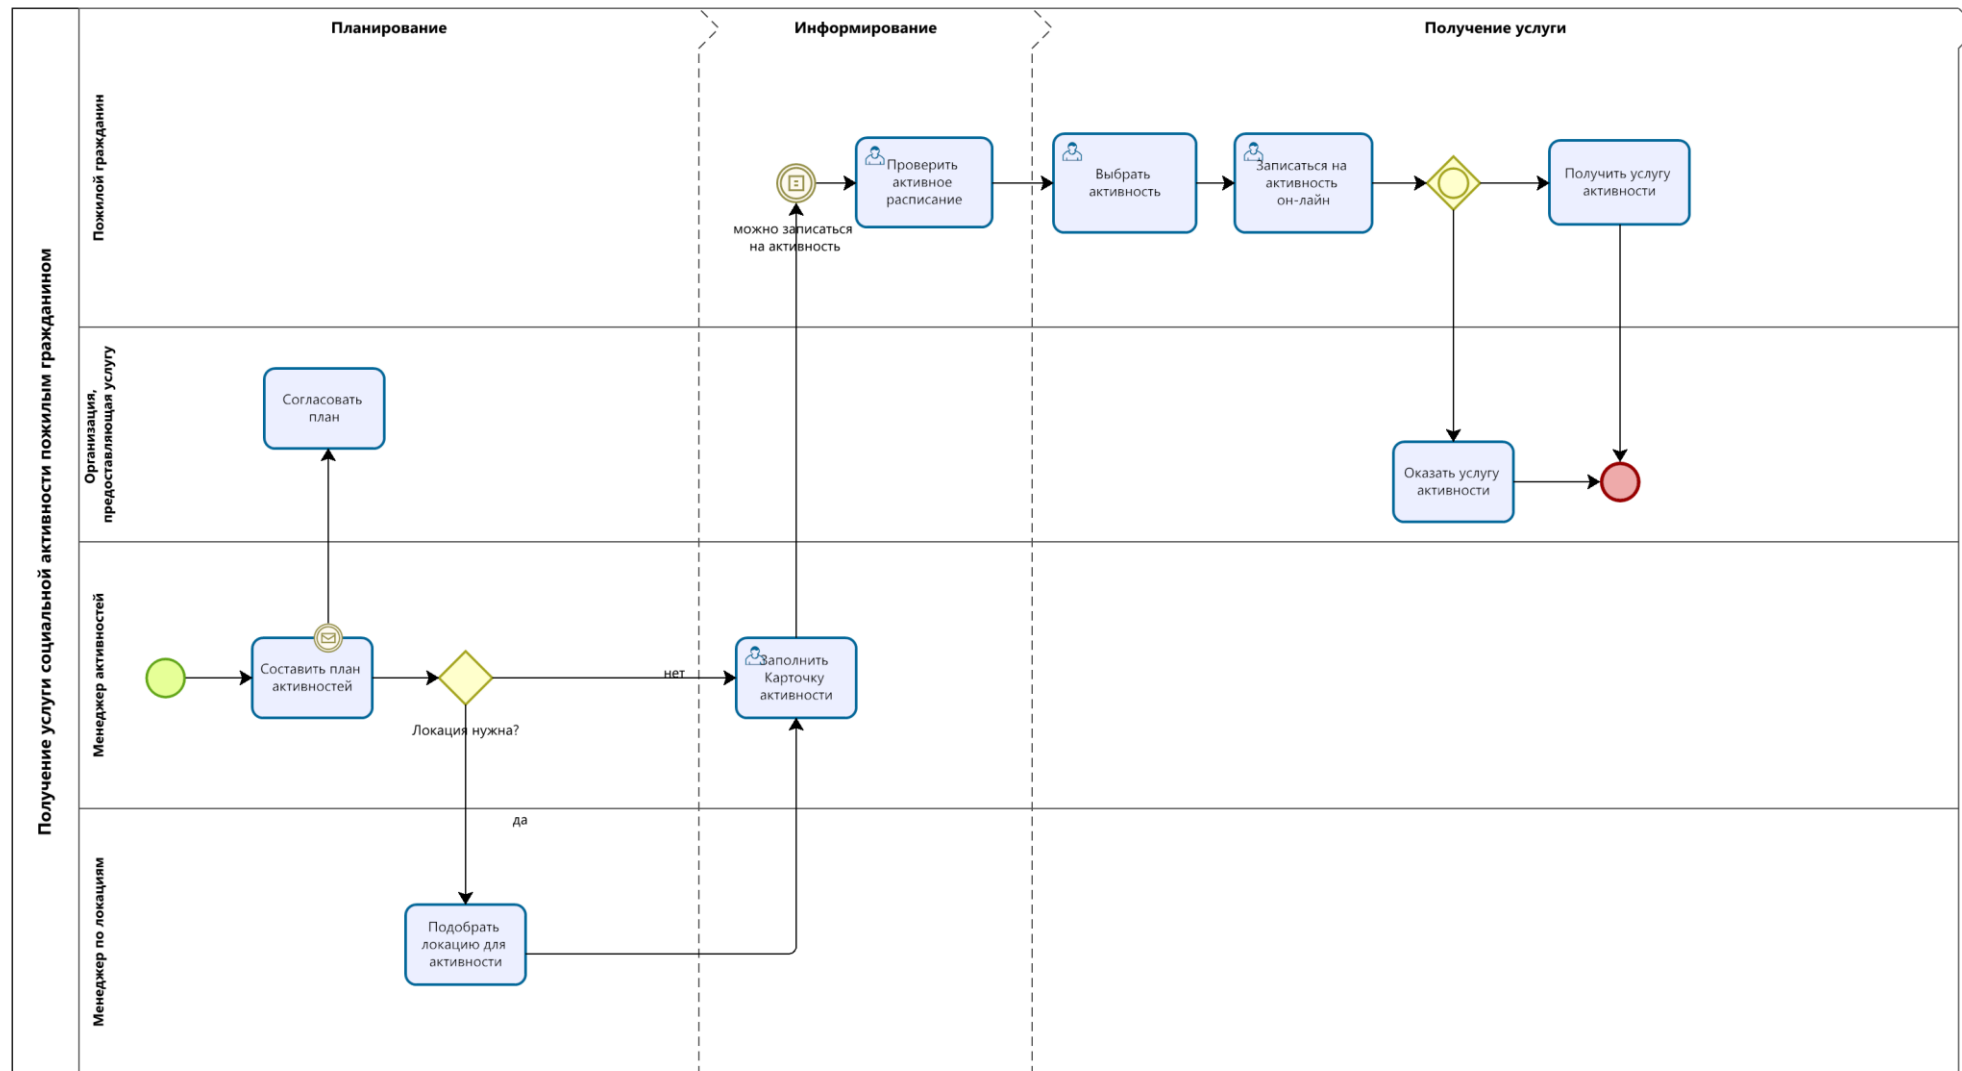 Получение услуги социальной активности пожилым гражданином
Планирование
Информирование
Получение услуги
Пожилой гражданин
Проверить
активное
расписание
Выбрать
активность
Записаться на
активность
он-лайн
Получить услугу
активности
можно записаться
на активность
Организация,
предоставляющая услугу
Согласовать
план
Оказать услугу
активности
Менеджер активностей
Составить план
активностей
Локация нужна?
нет
Заполнить
Карточку
активности
Менеджер по локациям
да
Подобрать
локацию для
активности